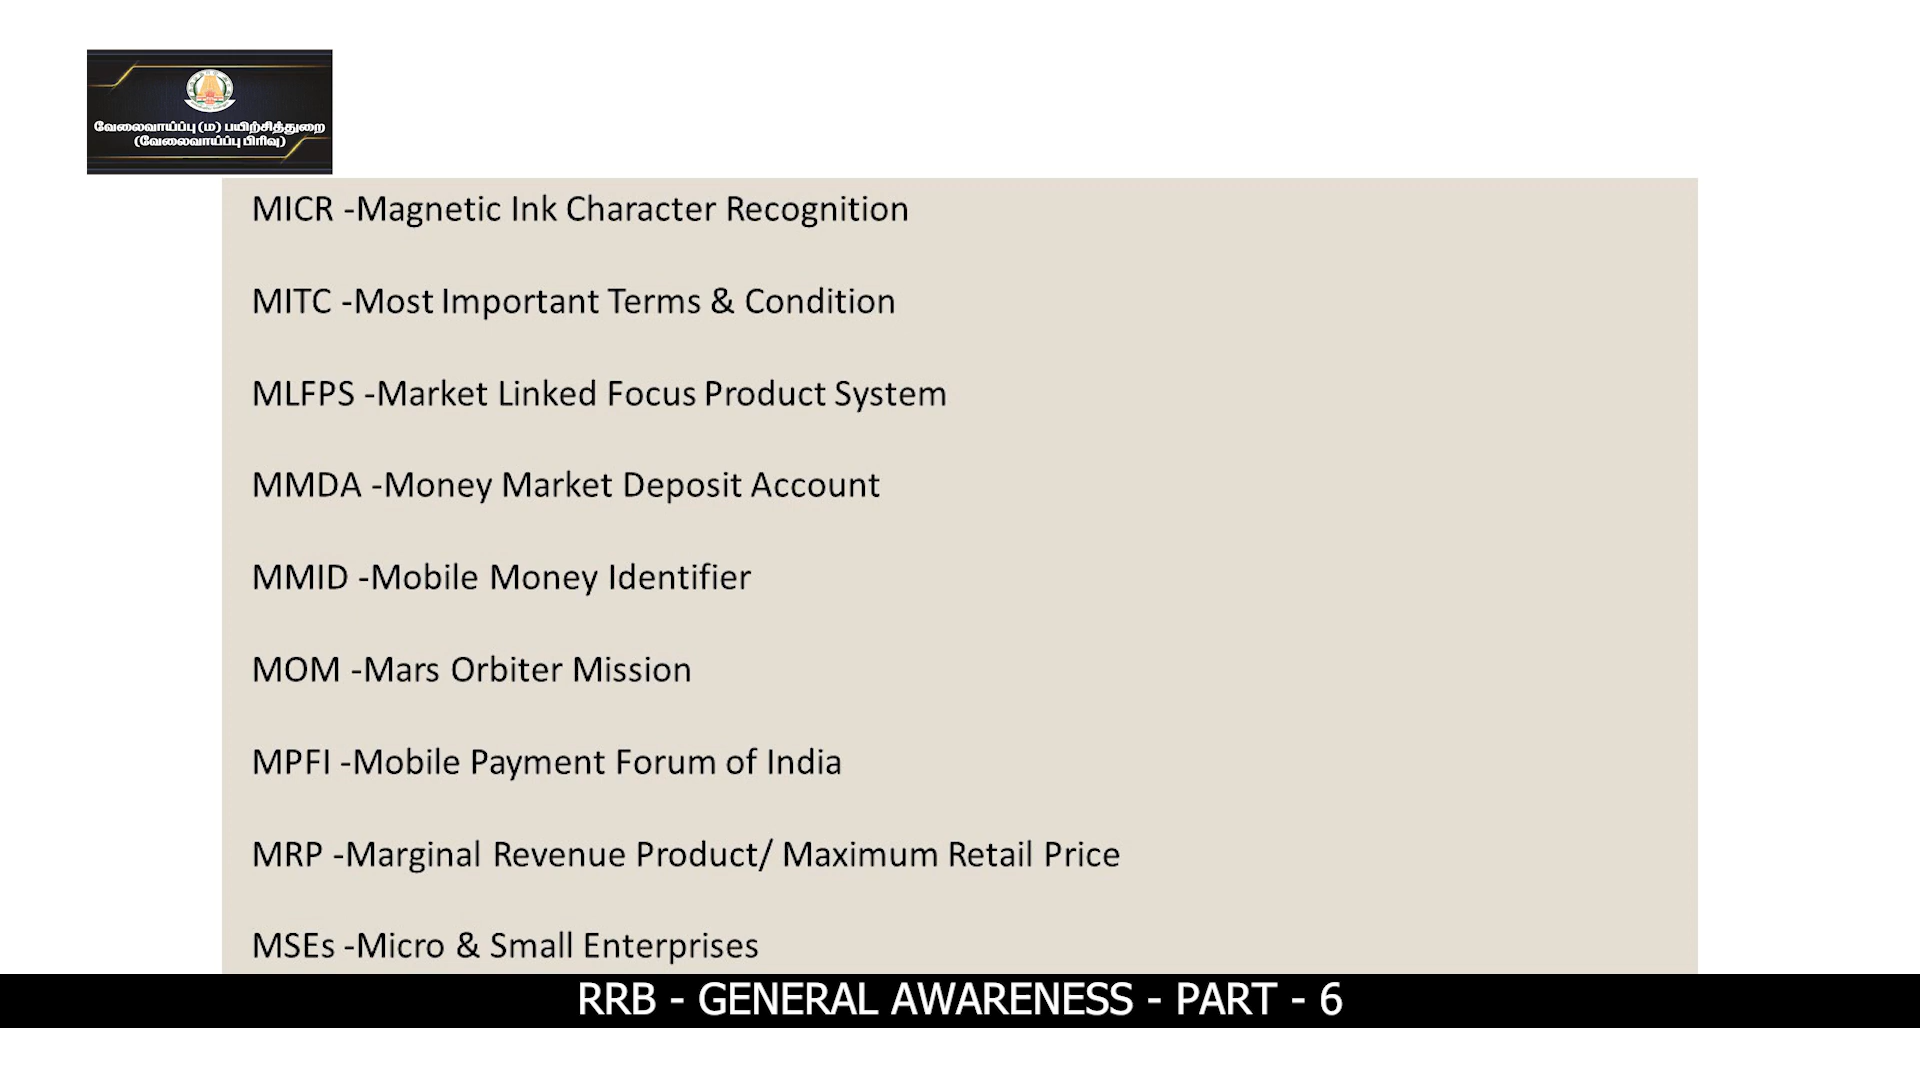 வேலைவாய்ப்பு (ம) பயிற்சித்துறை
(வேலைவாய்ப்பு பிரிவு)
MICR -Magnetic Ink Character Recognition
MITC -Most Important Terms & Condition
MLFPS -Market Linked Focus Product System
MMDA -Money Market Deposit Account
MMID -Mobile Money Identifier
MOM -Mars Orbiter Mission
MPFI -Mobile Payment Forum of India
MRP -Marginal Revenue Product/ Maximum Retail Price
MSEs -Micro & Small Enterprises
RRB - GENERAL AWARENESS - PART - 6